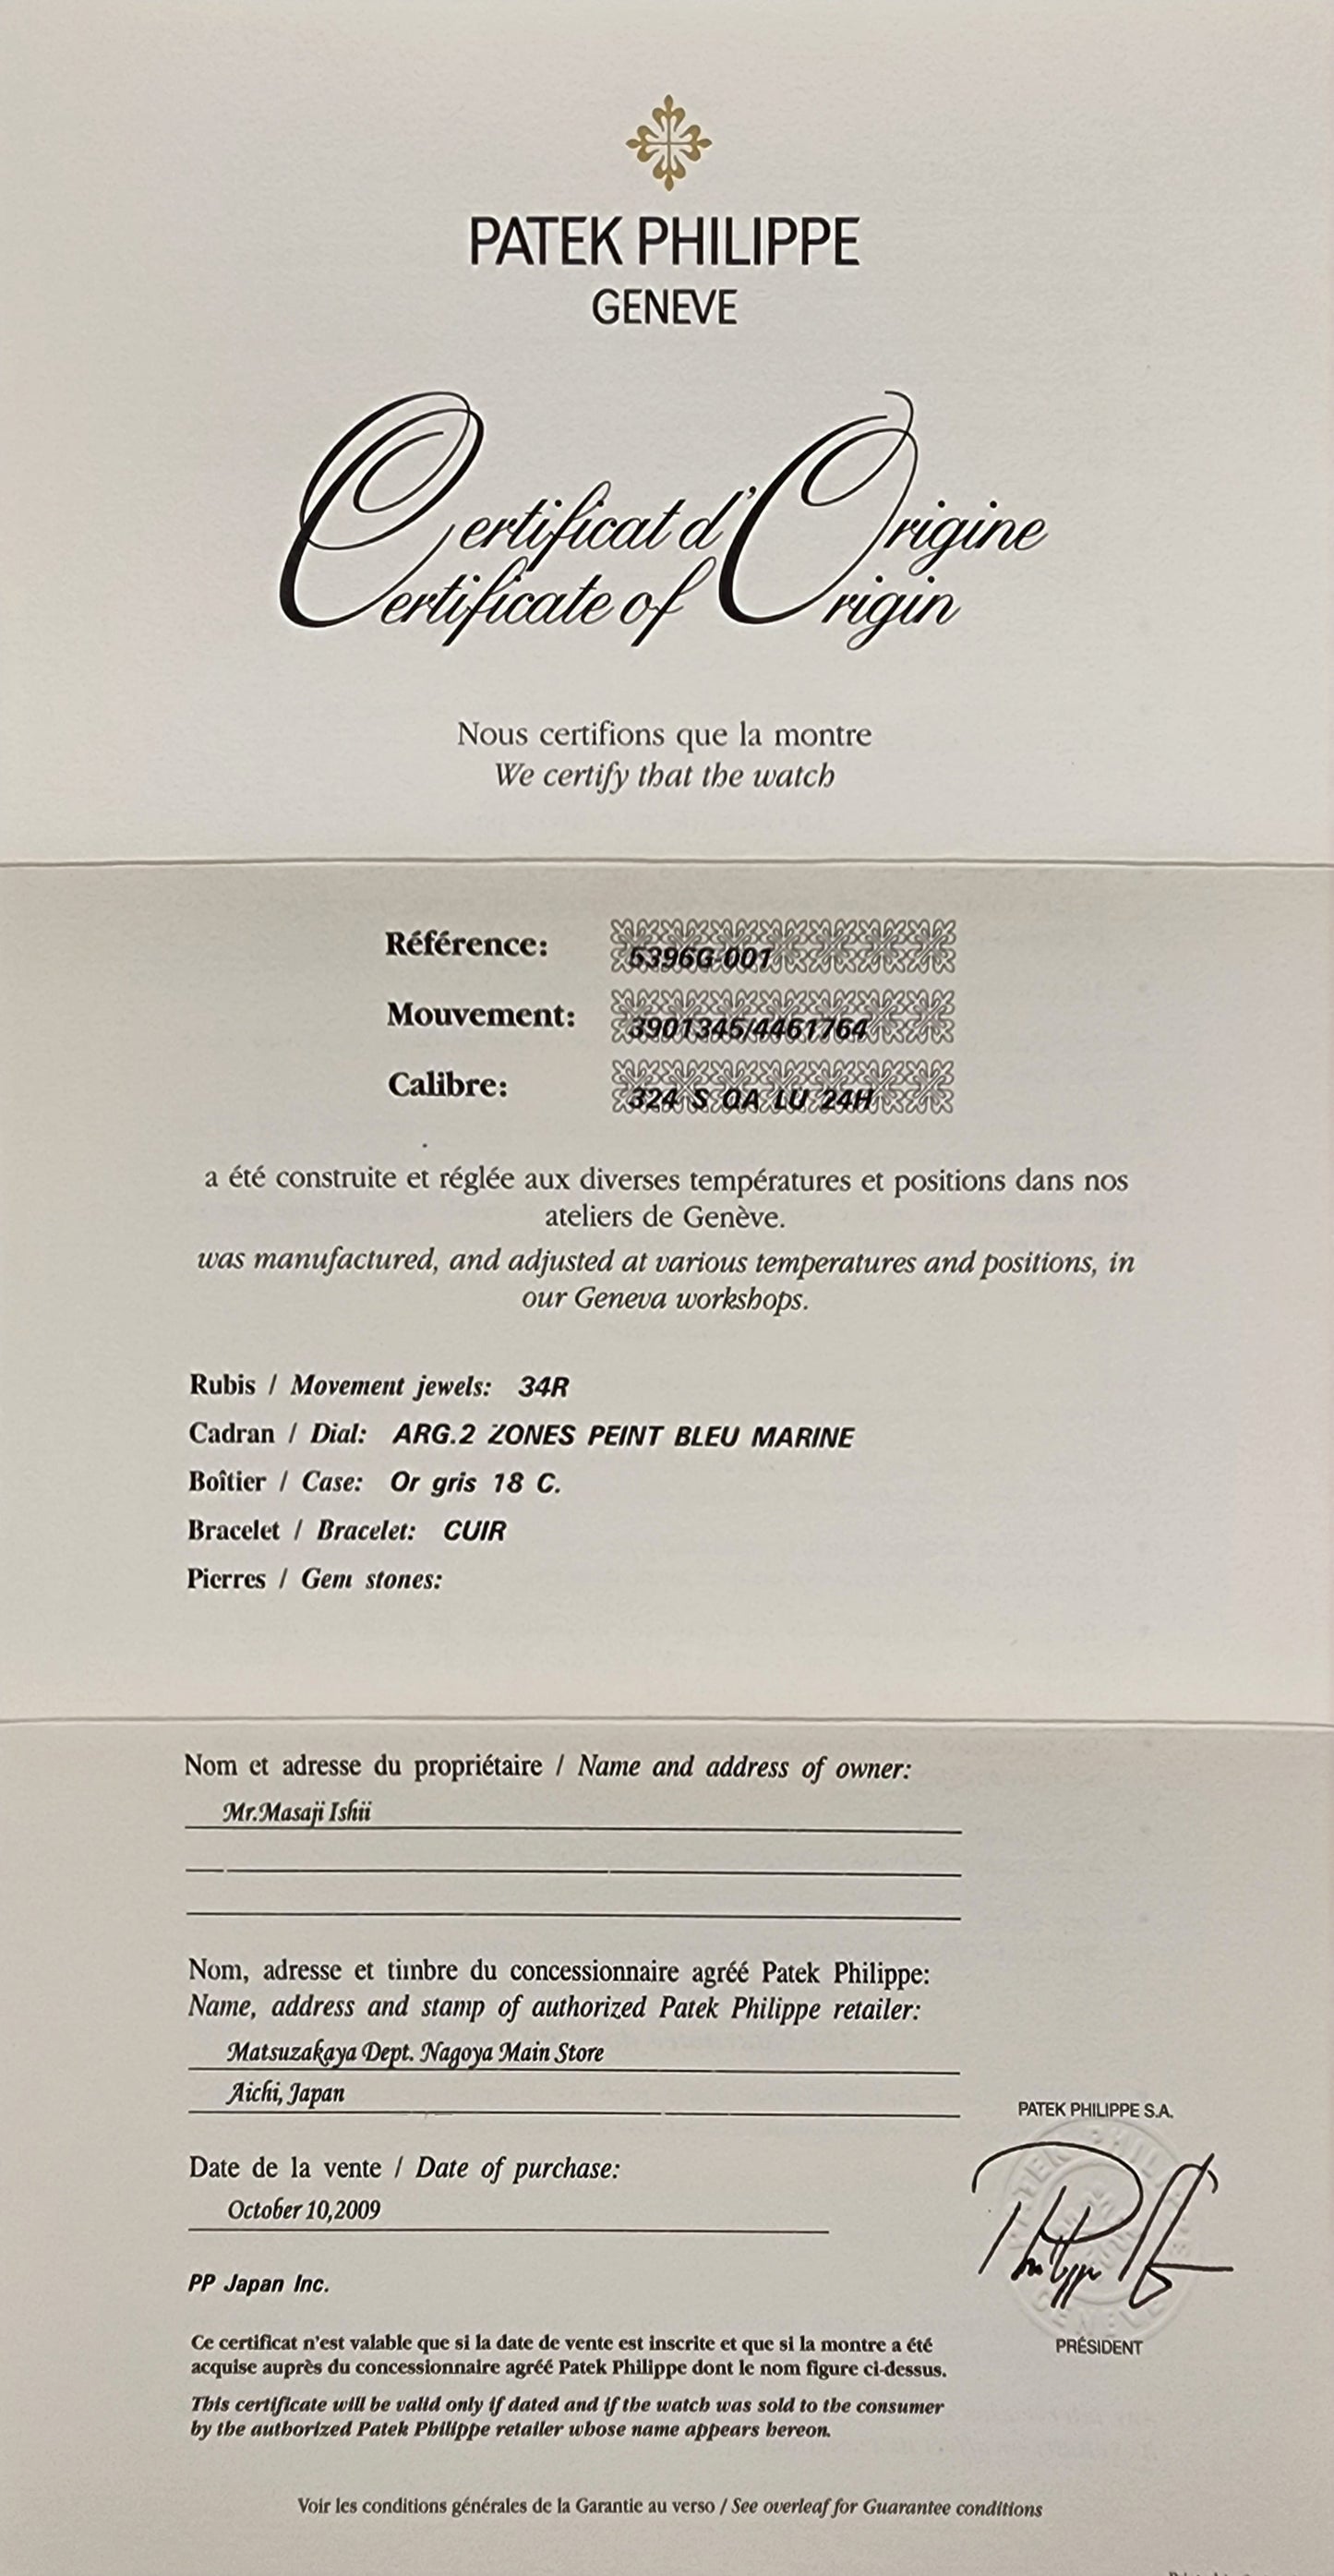 PATEK PHILIPPE
GENEVE
Certificat d'Origine
Certificate of Origin
Nous certifions que la montre
We certify that the watch
Référence: 5396G-001
Mouvement: 3901345/4461764
Calibre: 324 S QA LU 24H
a été construite et réglée aux diverses températures et positions dans nos
ateliers de Genève.
was manufactured, and adjusted at various temperatures and positions, in
our Geneva workshops.
Rubis / Movement jewels: 34R
Cadran / Dial: ARG.2 ZONES PEINT BLEU MARINE
Boîtier / Case: Or gris 18 C.
Bracelet / Bracelet: CUIR
Pierres / Gem stones:
Nom et adresse du propriétaire / Name and address of owner:
Mr.Masaji Ishii
Nom, adresse et timbre du concessionnaire agréé Patek Philippe:
Name, address and stamp of authorized Patek Philippe retailer:
Matsuzakaya Dept. Nagoya Main Store
Aichi, Japan
PATEK PHILIPPE S.A.
Date de la vente / Date of purchase:
October 10,2009
PP Japan Inc.
PRÉSIDENT
Ce certificat n'est valable que si la date de vente est inscrite et que si la montre a été
acquise auprès du concessionnaire agréé Patek Philippe dont le nom figure ci-dessus.
This certificate will be valid only if dated and if the watch was sold to the consumer
by the authorized Patek Philippe retailer whose name appears hereon.
Voir les conditions générales de la Garantie au verso / See overleaf for Guarantee conditions